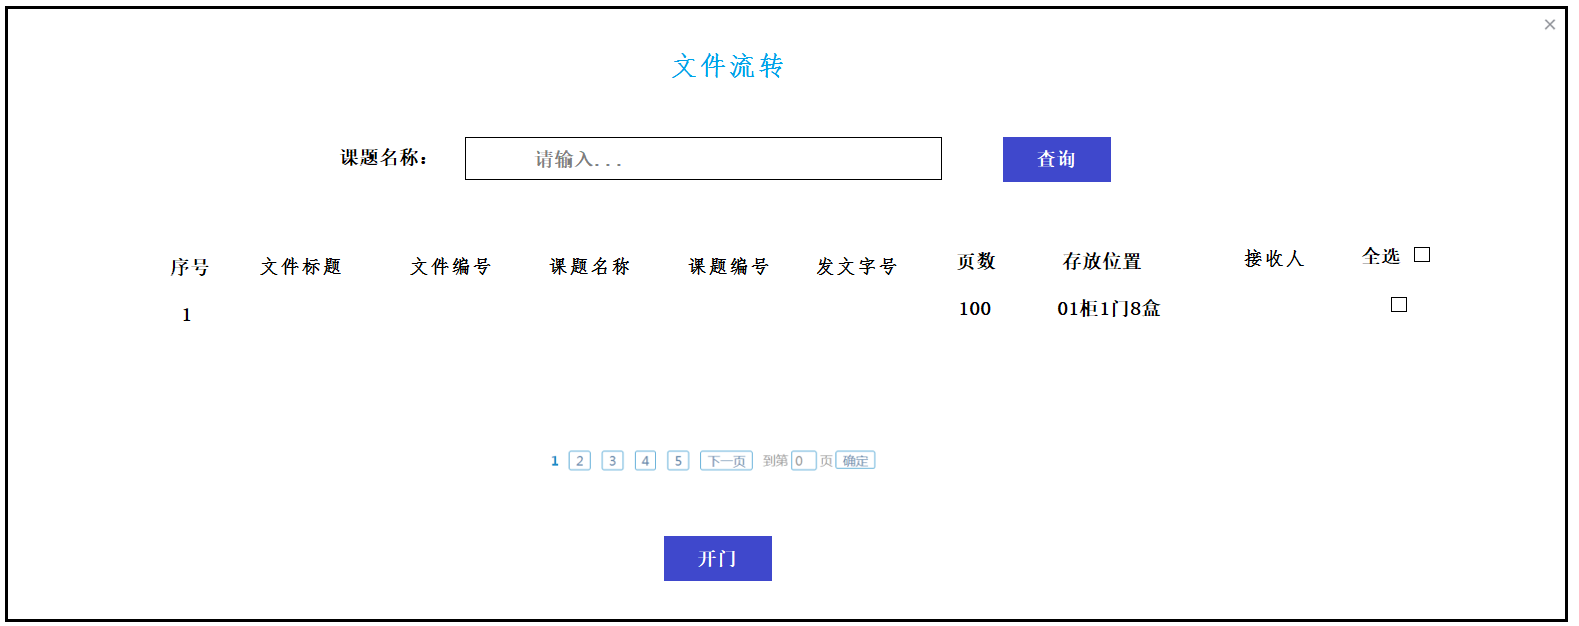 ×
文件流转
课题名称： 请输入... 查询
序号 文件标题 文件编号 课题名称 课题编号 发文字号 页数 存放位置 接收人 全选
1 100 01柜1门8盒
1 2 3 4 5 下一页 到第 0 页 确定
开门